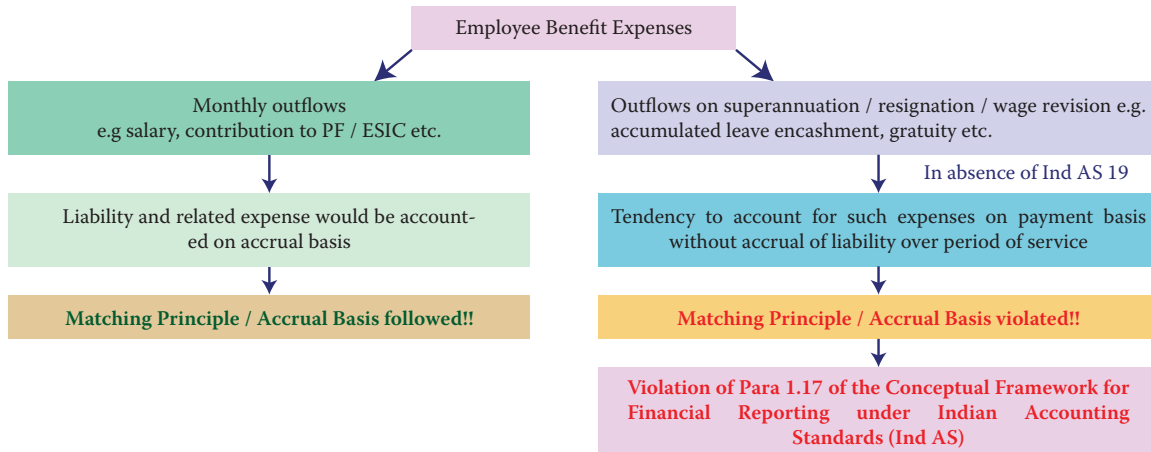 Employee Benefit Expenses
Monthly outflows
e.g salary, contribution to PF / ESIC etc.
Liability and related expense would be account-
ed on accrual basis
Matching Principle / Accrual Basis followed!!
Outflows on superannuation / resignation / wage revision e.g.
accumulated leave encashment, gratuity etc.
In absence of Ind AS 19
Tendency to account for such expenses on payment basis
without accrual of liability over period of service
Matching Principle / Accrual Basis violated!!
Violation of Para 1.17 of the Conceptual Framework for
Financial Reporting under Indian Accounting
Standards (Ind AS)